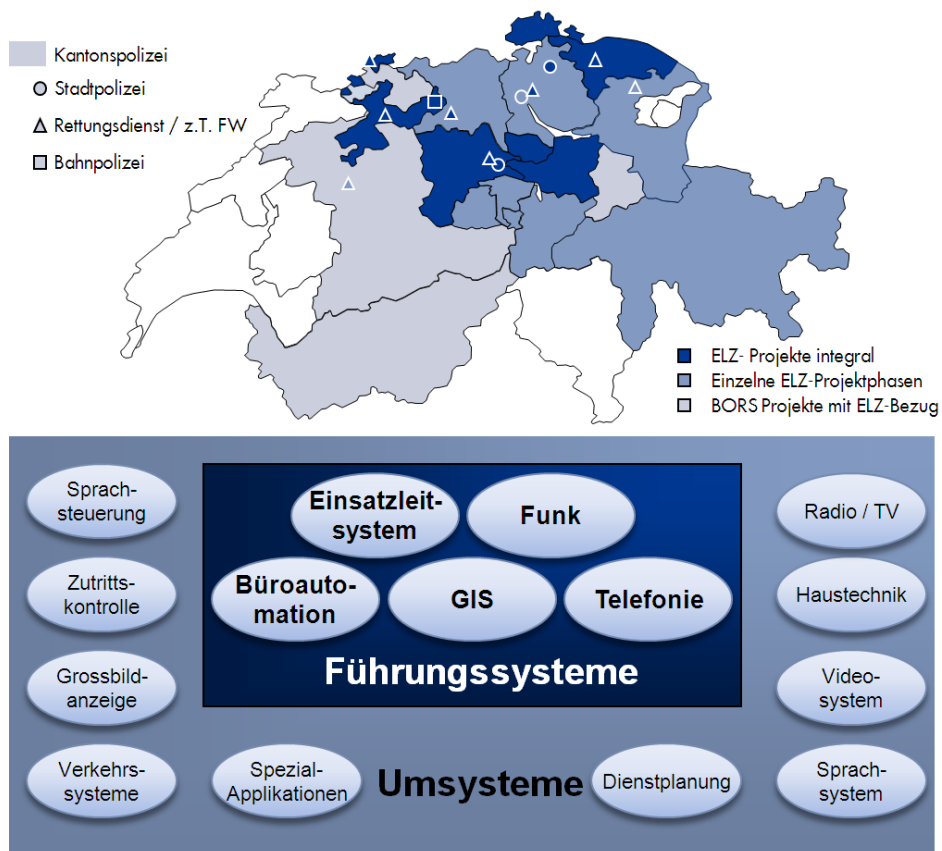 Kantonspolizei
Stadtpolizei
Rettungsdienst / z.T. FW
Bahnpolizei
ELZ- Projekte integral
Einzelne ELZ-Projektphasen
BORS Projekte mit ELZ-Bezug
Sprach-
steuerung
Zutritts-
kontrolle
Grossbild-
anzeige
Verkehrs-
systeme
Einsatzleit-
system
Funk
Büroauto-
mation
GIS
Telefonie
Führungssysteme
Spezial-
Applikationen
Umsysteme
Dienstplanung
Radio / TV
Haustechnik
Video-
system
Sprach-
system